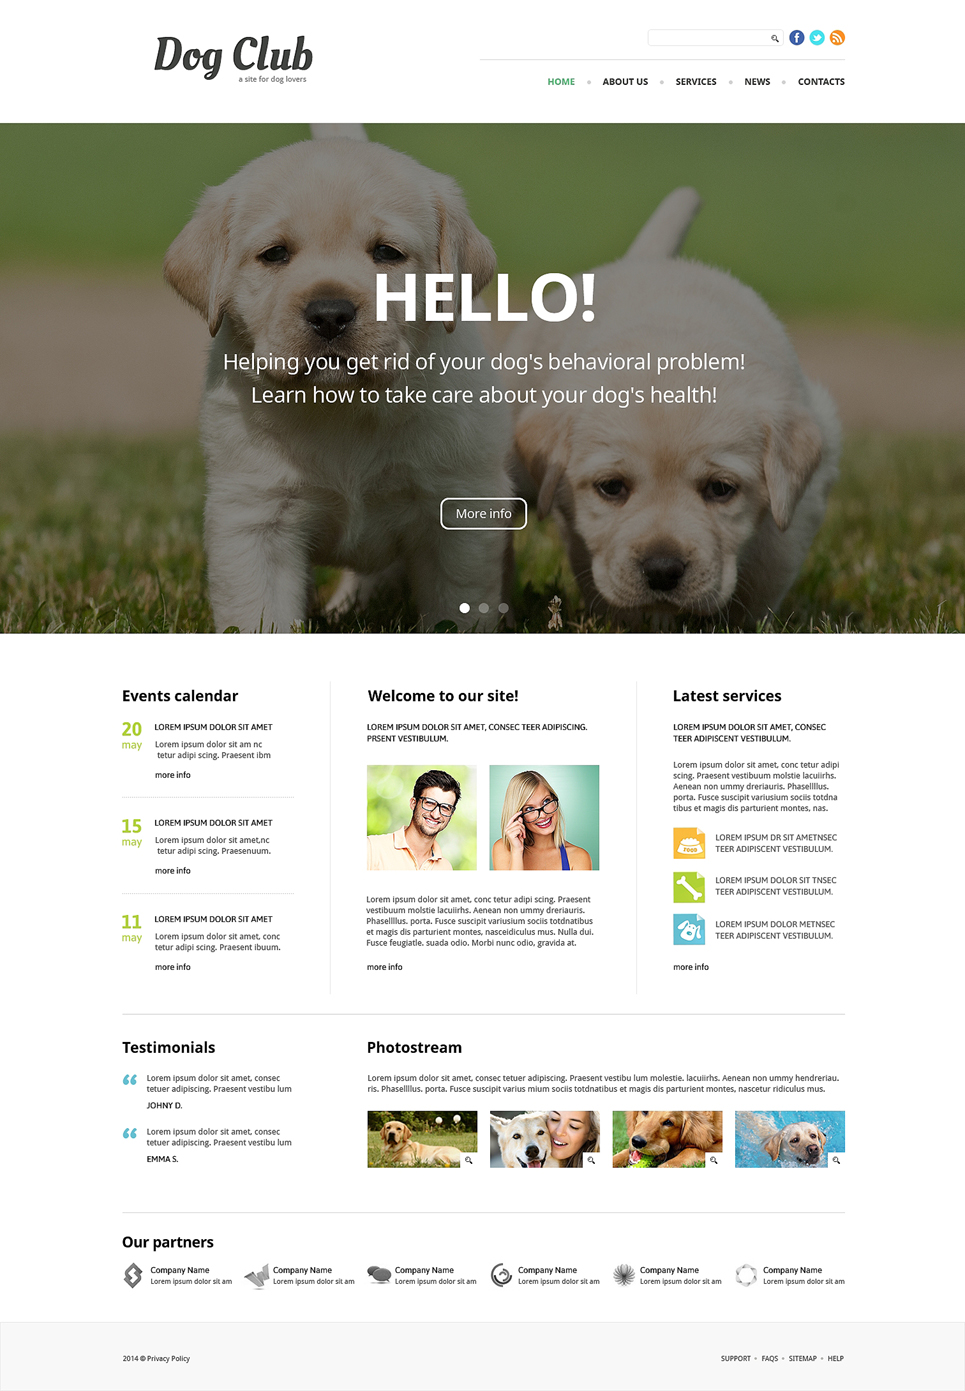 Dog Club
a site for dog lovers
HOME
ABOUT US
SERVICES
NEWS
CONTACTS
HELLO!
Helping you get rid of your dog's behavioral problem!
Learn how to take care about your dog's health!
More info
Events calendar
20
may
LOREM IPSUM DOLOR SIT AMET
Lorem ipsum dolor sit am nc
tetur adipi scing. Praesent ibm
more info
15
may
LOREM IPSUM DOLOR SIT AMET
Lorem ipsum dolor sit amet,nc
tetur adipi scing. Praesenuum.
more info
11
may
LOREM IPSUM DOLOR SIT AMET
Lorem ipsum dolor sit amet, conc
tetur adipi scing. Praesent ibuum.
more info
Welcome to our site!
LOREM IPSUM DOLOR SIT AMET, CONSEC TEER ADIPISCING.
PRSENT VESTIBULUM.
Lorem ipsum dolor sit amet, conc tetur adipi scing. Praesent
vestibuum molstie lacuiirhs. Aenean non ummy dreriauris.
Phasellllus. porta. Fusce suscipit variusium sociis totdnatibus
et magis dis parturient montes, nasceidiculus mus. Nulla dui.
Fusce feugiatle. suada odio. Morbi nunc odio, gravida at.
more info
Latest services
LOREM IPSUM DOLOR SIT AMET, CONSEC
TEER ADIPISCENT VESTIBULUM.
Lorem ipsum dolor sit amet, conc tetur adipi
scing. Praesent vestibuum molstie lacuiirhs.
Aenean non ummy dreriauris. Phasellllus.
porta. Fusce suscipit variusium sociis totdna
tibus et magis dis parturient montes, nas.
FOOD
LOREM IPSUM DR SIT AMETNSEC
TEER ADIPISCENT VESTIBULUM.
LOREM IPSUM DOLOR SIT TNSEC
TEER ADIPISCENT VESTIBULUM.
LOREM IPSUM DOLOR METNSEC
TEER ADIPISCENT VESTIBULUM.
more info
Testimonials
Lorem ipsum dolor sit amet, consec
tetuer adipiscing. Praesent vestibu lum
JOHNY D.
Lorem ipsum dolor sit amet, consec
tetuer adipiscing. Praesent vestibu lum
EMMA S.
Photostream
Lorem ipsum dolor sit amet, consec tetuer adipiscing elit. Praesent vestibu lum molestie. lacuiirhs. Aenean non ummy hendreriau.
ris. Phasellllus. porta. Fusce suscipit varius mium sociis totdnatibus et magis dis parturient montes, nascetur ridiculus mus.
Our partners
Company Name
Lorem ipsum dolor sit am
Company Name
Lorem ipsum dolor sit am
Company Name
Lorem ipsum dolor sit am
Company Name
Lorem ipsum dolor sit am
Company Name
Lorem ipsum dolor sit am
Company Name
Lorem ipsum dolor sit am
2014 © Privacy Policy
SUPPORT
FAQS
SITEMAP
HELP